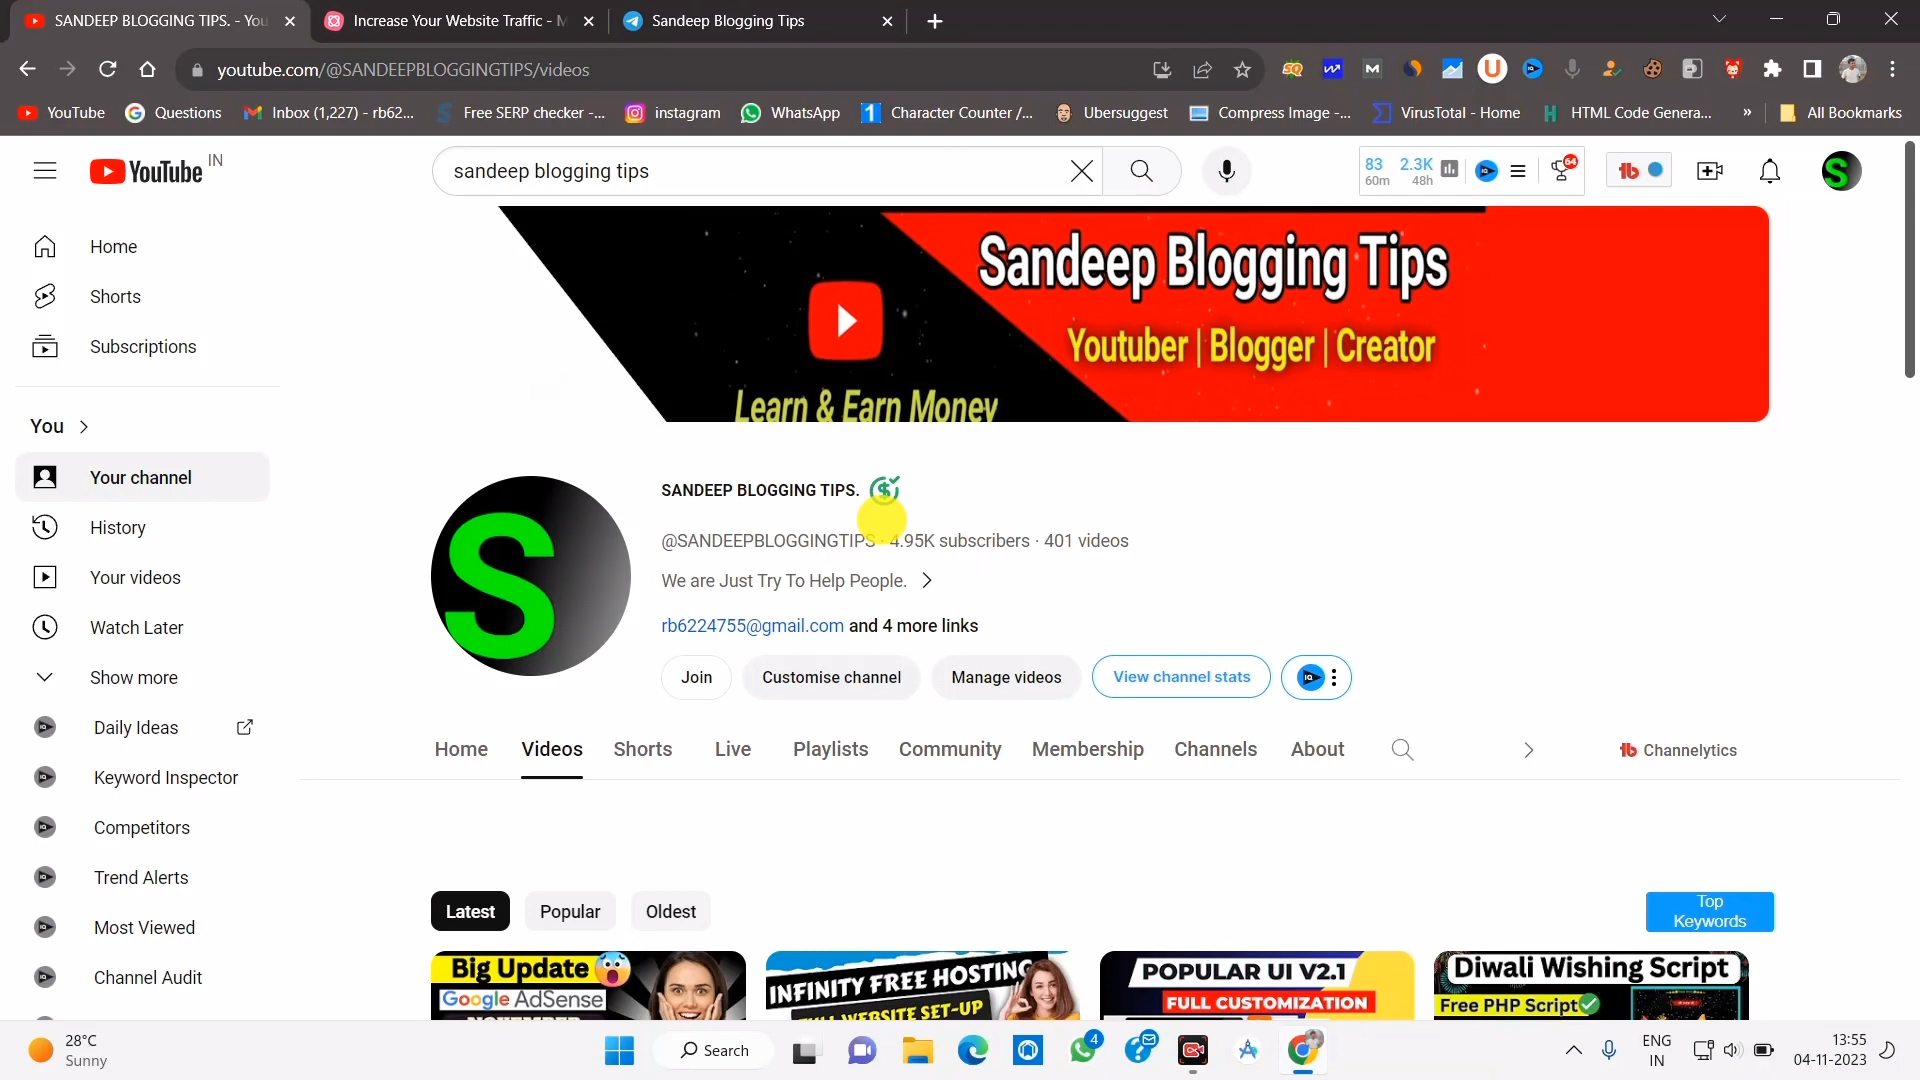 SANDEEP BLOGGING TIPS. - You
Increase Your Website Traffic - M
Sandeep Blogging Tips
youtube.com/@SANDEEPBLOGGINGTIPS/videos
YouTube
Questions
Inbox (1,227) - rb62...
Free SERP checker -...
instagram
WhatsApp
Character Counter /...
Ubersuggest
Compress Image -...
VirusTotal - Home
HTML Code Genera...
»
All Bookmarks
YouTube IN
sandeep blogging tips
83 2.3K
60m 48h
64
Home
Shorts
Subscriptions
You
Your channel
History
Your videos
Watch Later
Show more
Daily Ideas
Keyword Inspector
Competitors
Trend Alerts
Most Viewed
Channel Audit
Sandeep Blogging Tips
Youtuber | Blogger | Creator
Learn & Earn Money
S
SANDEEP BLOGGING TIPS.
@SANDEEPBLOGGINGTIPS · 4.95K subscribers · 401 videos
We are Just Try To Help People.
rb6224755@gmail.com and 4 more links
Join
Customise channel
Manage videos
View channel stats
Home
Videos
Shorts
Live
Playlists
Community
Membership
Channels
About
Channelytics
Latest
Popular
Oldest
Top
Keywords
Big Update
Google AdSense
INFINITY FREE HOSTING
WEBSITE SET-UP
POPULAR UI V2.1
FULL CUSTOMIZATION
Diwali Wishing Script
Free PHP Script
28°C
Sunny
Search
4
ENG
IN
13:55
04-11-2023